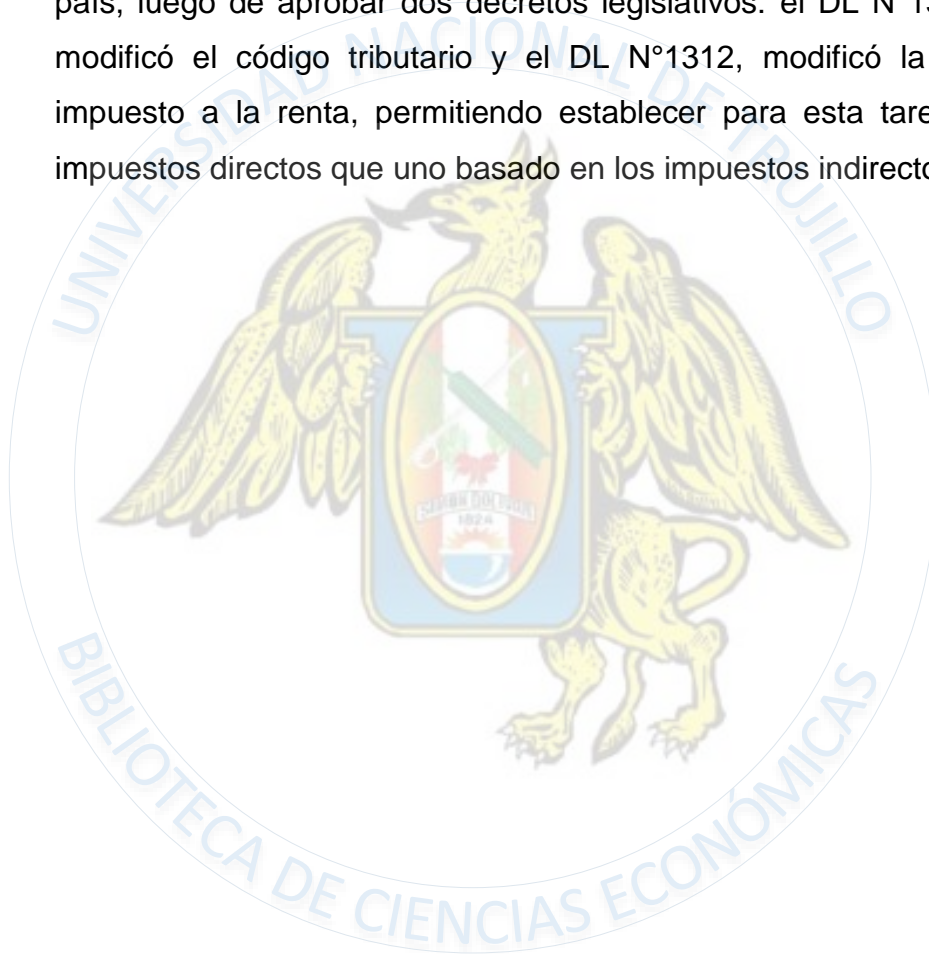 país, luego de aprobar dos decretos legislativos: el DL N°13
modificó el código tributario y el DL N°1312, modificó la
impuesto a la renta, permitiendo establecer para esta tare
impuestos directos que uno basado en los impuestos indirecto
UNIVERSIDAD NACIONAL DE TRUJILLO
1824
BIBLIOTECA DE CIENCIAS ECONÓMICAS